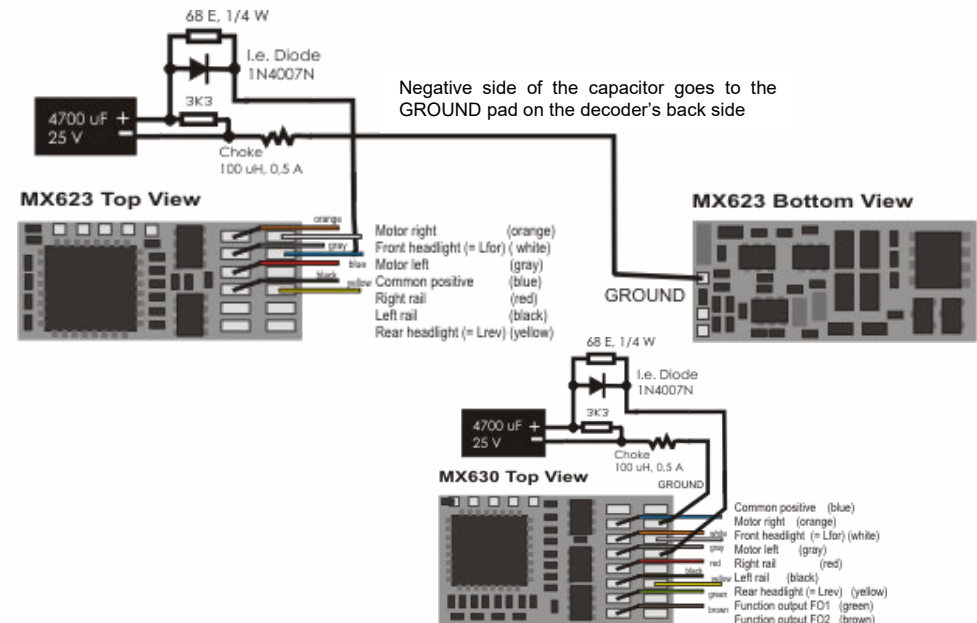 68 E, 1/4 W
I.e. Diode
1N4007N
3K3
4700 uF +
25 V −
Choke
100 uH, 0,5 A
Negative side of the capacitor goes to the
GROUND pad on the decoder's back side
MX623 Top View
MX623 Bottom View
orange
gray
blue
black
yellow
Motor right (orange)
Front headlight (= Lfor) ( white)
Motor left (gray)
Common positive (blue)
Right rail (red)
Left rail (black)
Rear headlight (= Lrev) (yellow)
GROUND
68 E, 1/4 W
I.e. Diode
1N4007N
3K3
4700 uF +
25 V −
Choke
100 uH, 0,5 A
GROUND
MX630 Top View
white
gray
red
black
yellow
green
brown
Common positive (blue)
Motor right (orange)
Front headlight (= Lfor) (white)
Motor left (gray)
Right rail (red)
Left rail (black)
Rear headlight (= Lrev) (yellow)
Function output FO1 (green)
Function output FO2 (brown)